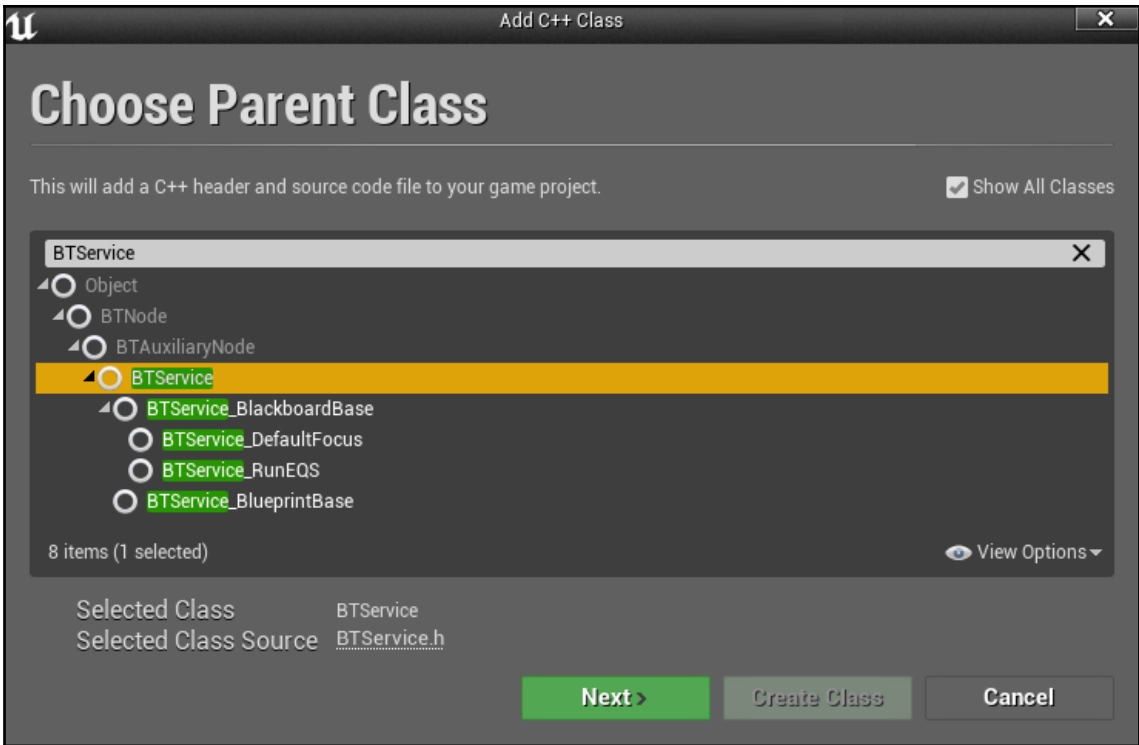 Add C++ Class
Choose Parent Class
This will add a C++ header and source code file to your game project.
Show All Classes
BTService
Object
BTNode
BTAuxiliaryNode
BTService
BTService_BlackboardBase
BTService_DefaultFocus
BTService_RunEQS
BTService_BlueprintBase
8 items (1 selected)
View Options
Selected Class BTService
Selected Class Source BTService.h
Next
Create Class
Cancel